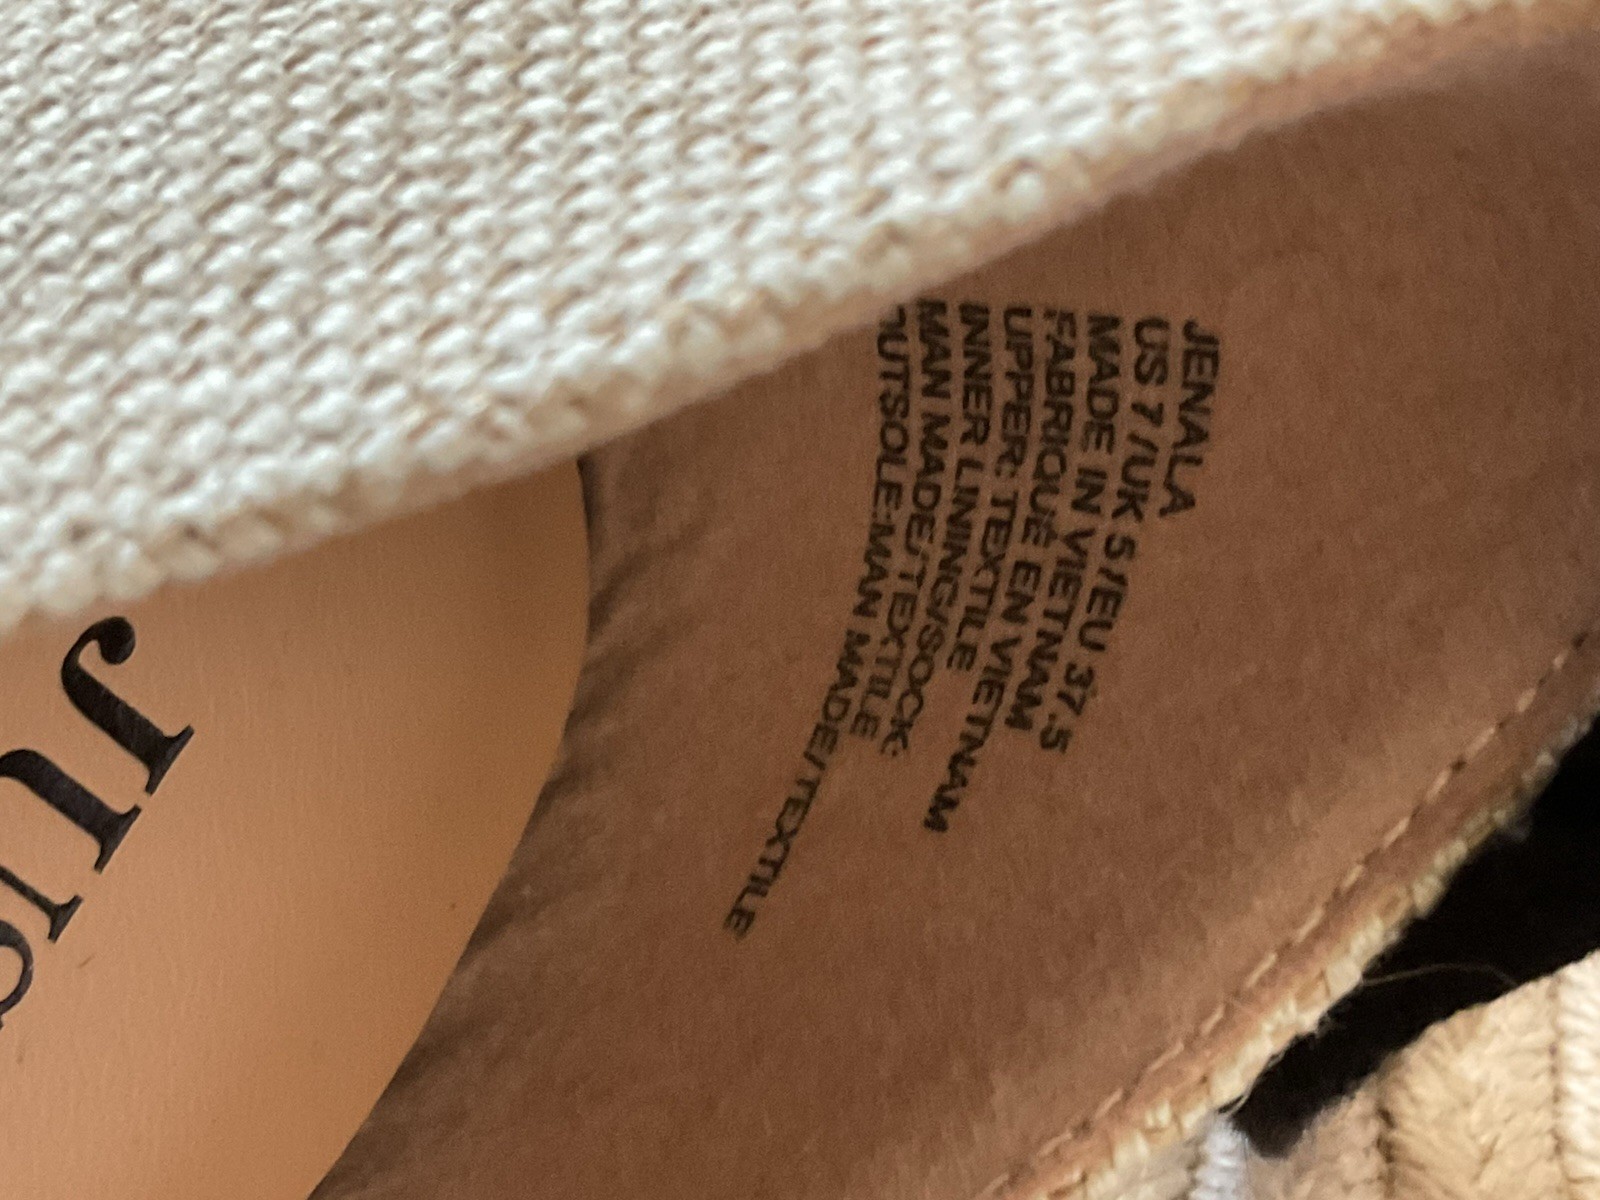 JENALA
US 7 /UK 5 /EU 37.5
MADE IN VIETNAM
FABRIQUÉ EN VIETNAM
UPPER: TEXTILE
INNER LINING/SOCK:
MAN MADE/TEXTILE
OUTSOLE:MAN MADE/TEXTILE